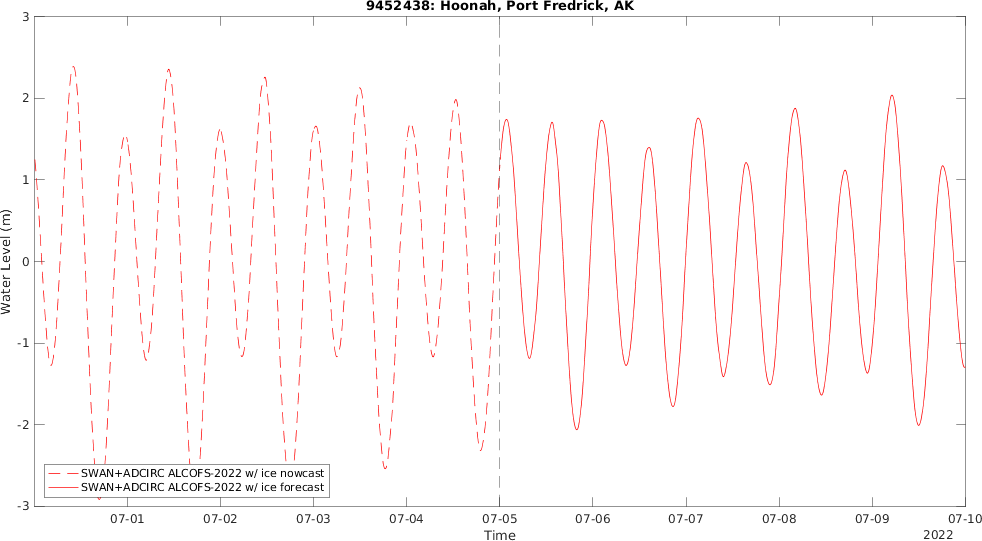 9452438: Hoonah, Port Fredrick, AK
3
2
1
0
-1
-2
-3
Water Level (m)
SWAN+ADCIRC ALCOFS-2022 w/ ice nowcast
SWAN+ADCIRC ALCOFS-2022 w/ ice forecast
07-01 07-02 07-03 07-04 07-05 07-06 07-07 07-08 07-09 07-10
Time
2022